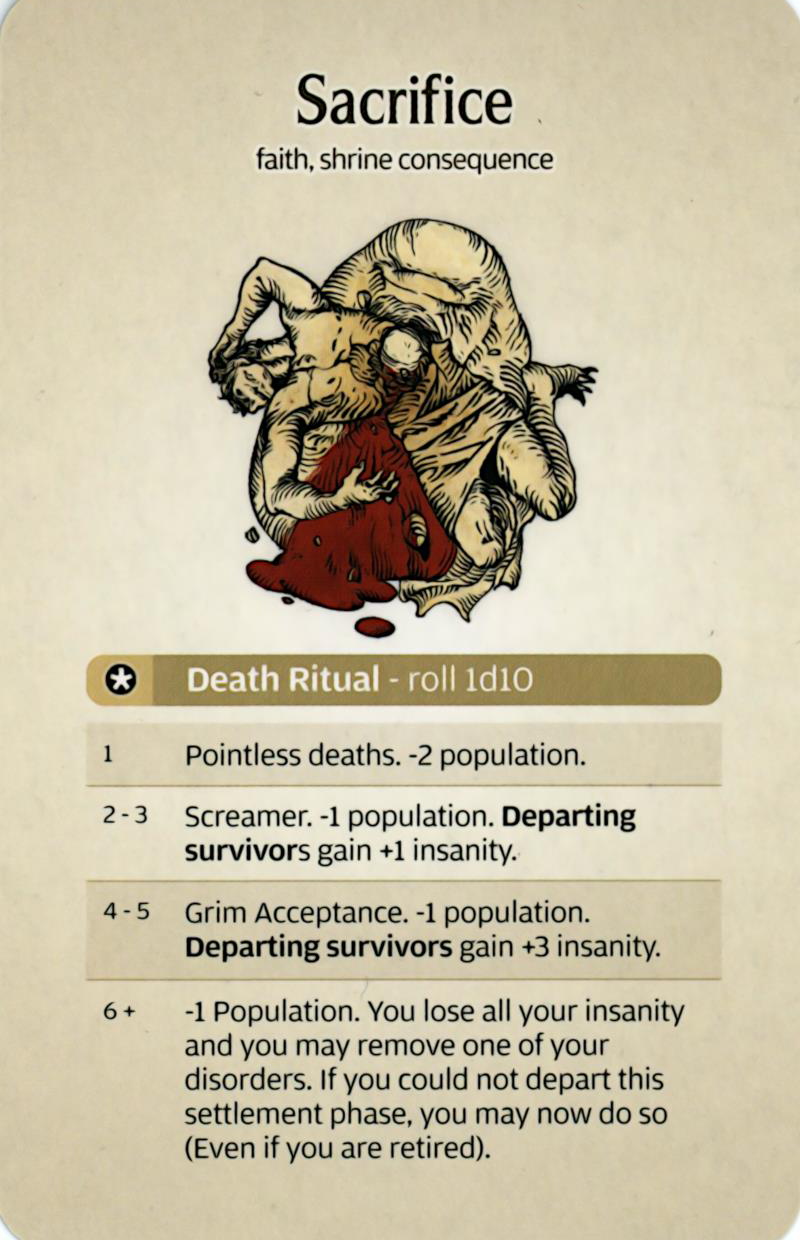 Sacrifice
faith, shrine consequence
Death Ritual - roll 1d10
1 Pointless deaths. -2 population.
2 - 3 Screamer. -1 population. Departing
survivors gain +1 insanity.
4 - 5 Grim Acceptance. -1 population.
Departing survivors gain +3 insanity.
6 + -1 Population. You lose all your insanity
and you may remove one of your
disorders. If you could not depart this
settlement phase, you may now do so
(Even if you are retired).